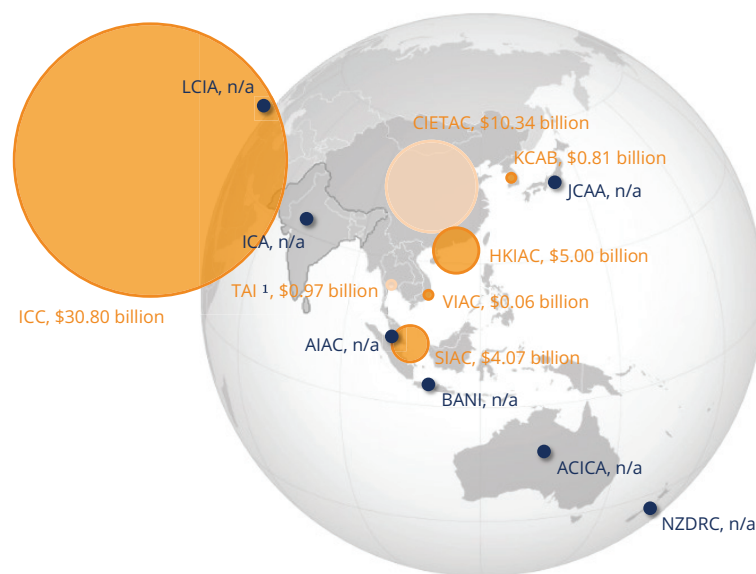 LCIA, n/a
CIETAC, $10.34 billion
KCAB, $0.81 billion
JCAA, n/a
ICA, n/a
HKIAC, $5.00 billion
TAI ¹, $0.97 billion
VIAC, $0.06 billion
ICC, $30.80 billion
AIAC, n/a
SIAC, $4.07 billion
BANI, n/a
ACICA, n/a
NZDRC, n/a